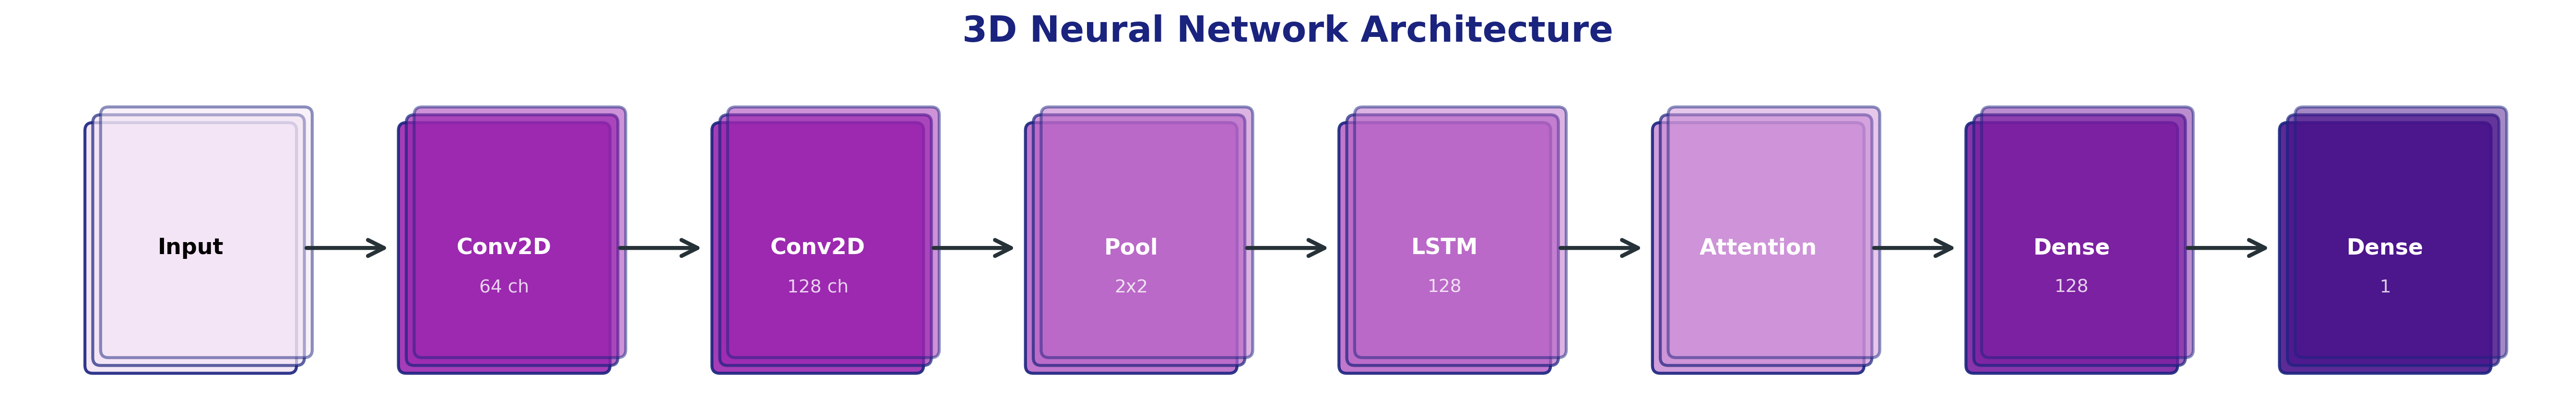 3D Neural Network Architecture
Input
Conv2D
64 ch
Conv2D
128 ch
Pool
2x2
LSTM
128
Attention
Dense
128
Dense
1